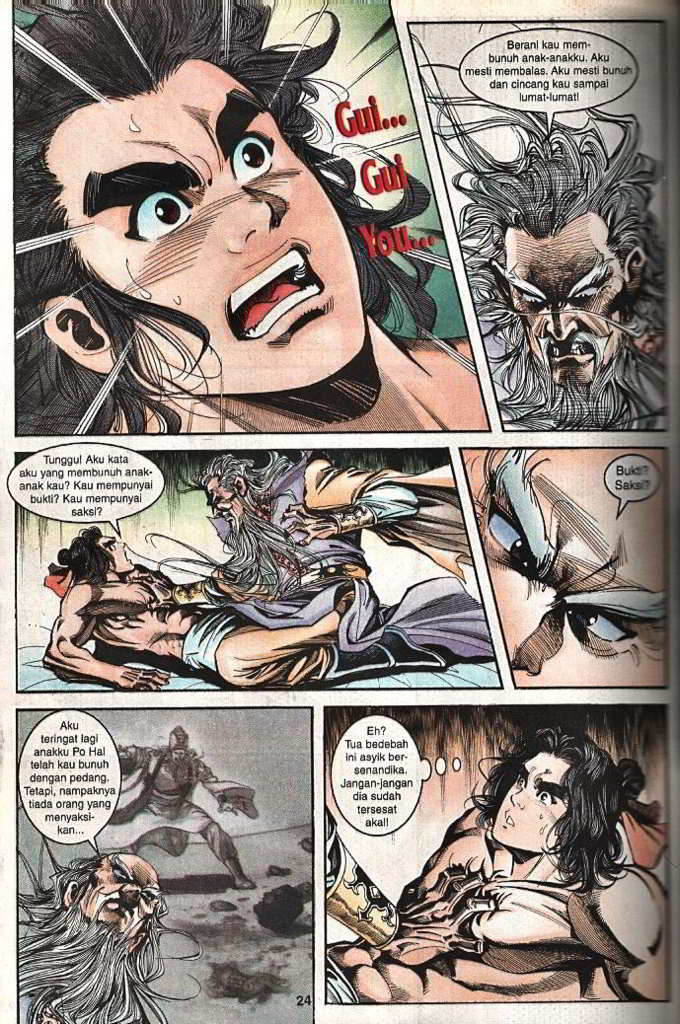 Gui...
Gui
You...
Berani kau mem-
bunuh anak-anakku. Aku
mesti membalas. Aku mesti bunuh
dan cincang kau sampai
lumat-lumat!
Tunggu! Aku kata
aku yang membunuh anak-
anak kau? Kau mempunyai
bukti? Kau mempunyai
saksi?
Bukti?
Saksi?
Aku
teringat lagi
anakku Po Hal
telah kau bunuh
dengan pedang.
Tetapi, nampaknya
tiada orang yang
menyaksi-
kan...
Eh?
Tua bedebah
ini asyik ber-
senandika.
Jangan-jangan
dia sudah
tersesat
akal!
24